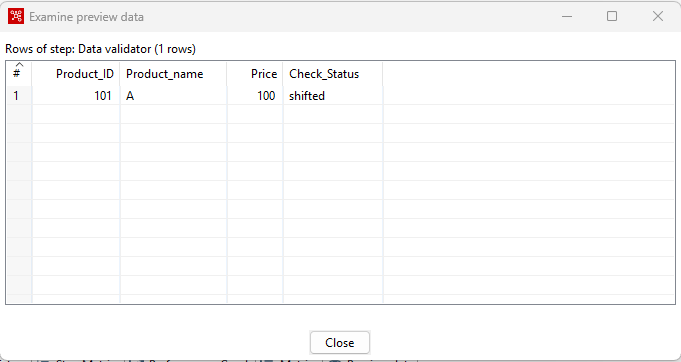 Examine preview data
Rows of step: Data validator (1 rows)
# Product_ID Product_name Price Check_Status
1 101 A 100 shifted
Close